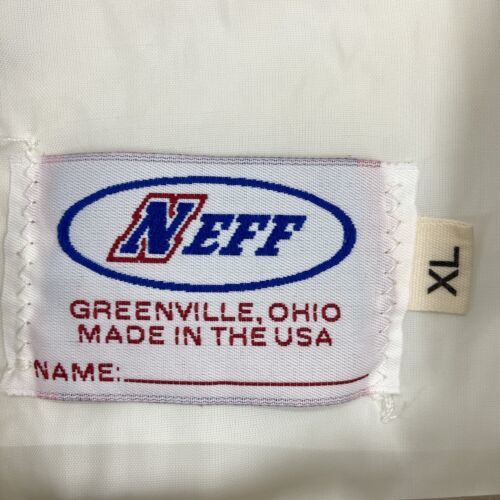 NEFF
GREENVILLE, OHIO
MADE IN THE USA
NAME:
XL